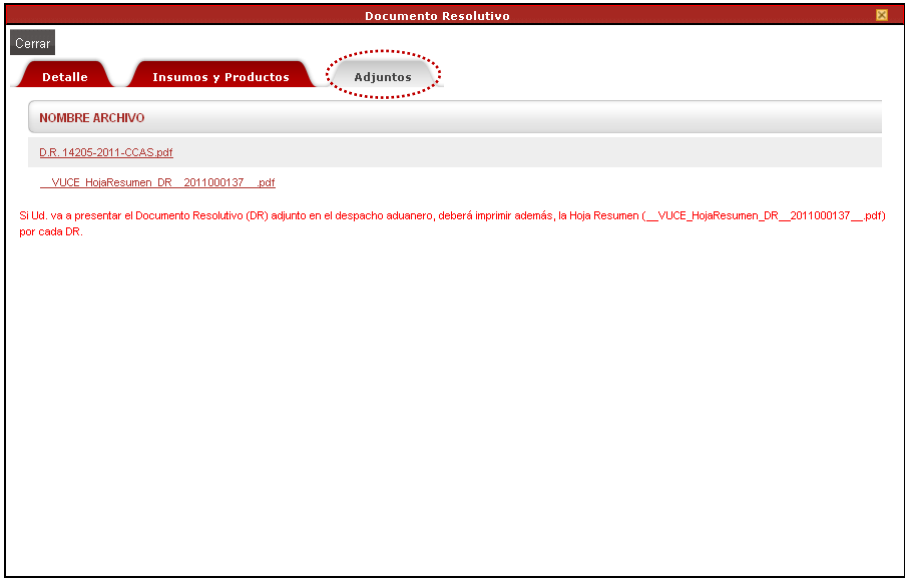 Documento Resolutivo
Cerrar
Detalle
Insumos y Productos
Adjuntos
NOMBRE ARCHIVO
D.R. 14205-2011-CCAS.pdf
__VUCE_HojaResumen_DR__2011000137__.pdf
Si Ud. va a presentar el Documento Resolutivo (DR) adjunto en el despacho aduanero, deberá imprimir además, la Hoja Resumen (__VUCE_HojaResumen_DR__2011000137__.pdf)
por cada DR.